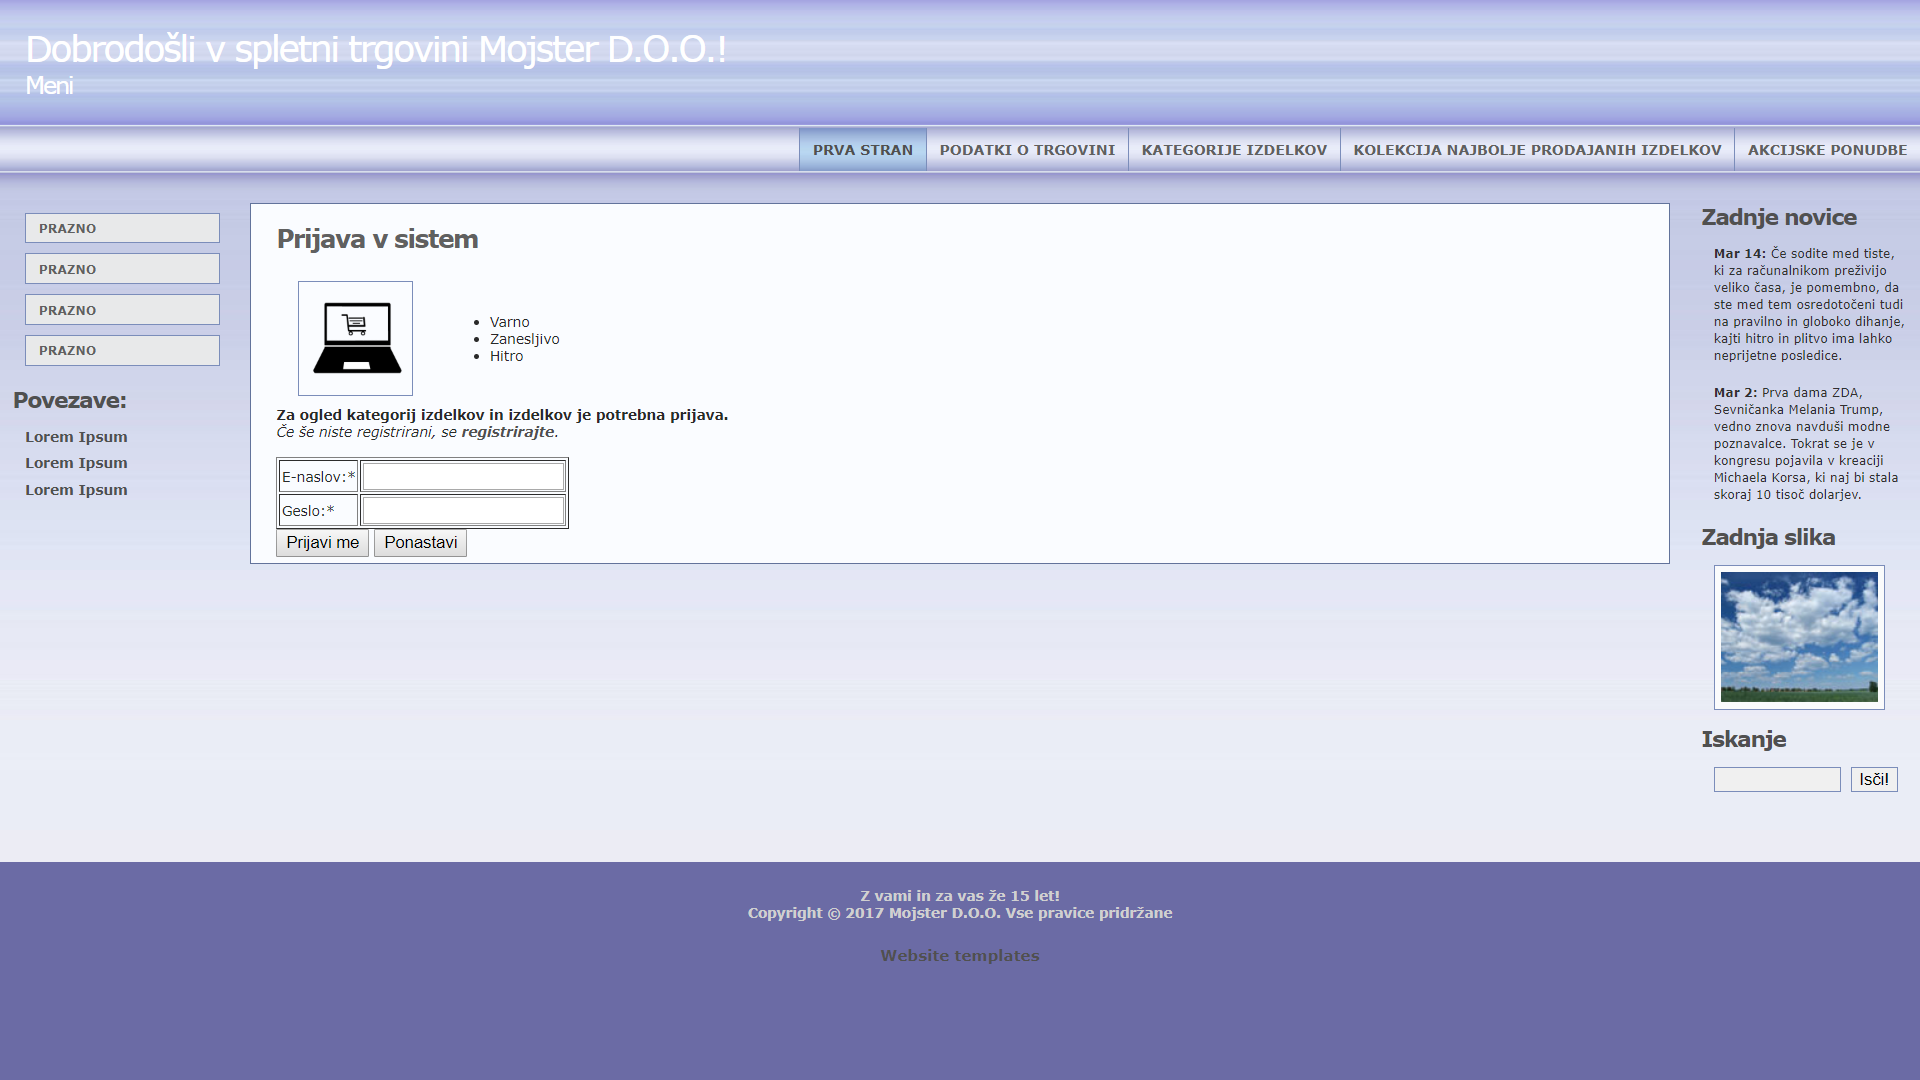 Dobrodošli v spletni trgovini Mojster D.O.O.!
Meni
PRVA STRAN
PODATKI O TRGOVINI
KATEGORIJE IZDELKOV
KOLEKCIJA NAJBOLJE PRODAJANIH IZDELKOV
AKCIJSKE PONUDBE
PRAZNO
PRAZNO
PRAZNO
PRAZNO
Povezave:
Lorem Ipsum
Lorem Ipsum
Lorem Ipsum
Prijava v sistem
Varno
Zanesljivo
Hitro
Za ogled kategorij izdelkov in izdelkov je potrebna prijava.
Če še niste registrirani, se registrirajte.
E-naslov:*
Geslo:*
Prijavi me
Ponastavi
Zadnje novice
Mar 14: Če sodite med tiste,
ki za računalnikom preživijo
veliko časa, je pomembno, da
ste med tem osredotočeni tudi
na pravilno in globoko dihanje,
kajti hitro in plitvo ima lahko
neprijetne posledice.
Mar 2: Prva dama ZDA,
Sevničanka Melania Trump,
vedno znova navduši modne
poznavalce. Tokrat se je v
kongresu pojavila v kreaciji
Michaela Korsa, ki naj bi stala
skoraj 10 tisoč dolarjev.
Zadnja slika
Iskanje
Išči!
Z vami in za vas že 15 let!
Copyright © 2017 Mojster D.O.O. Vse pravice pridržane
Website templates